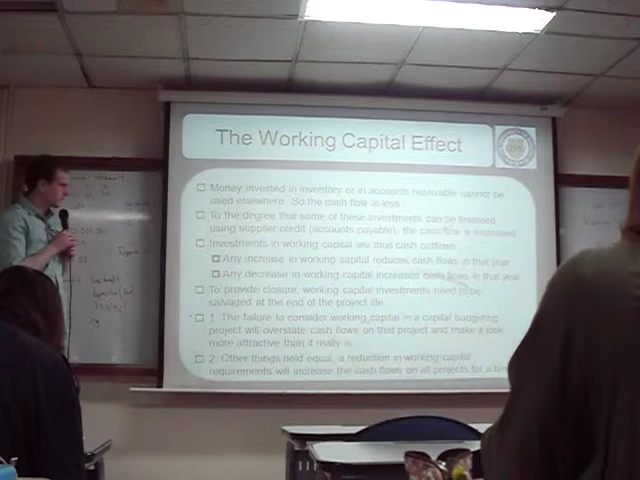 The Working Capital Effect
Money invested in inventory or in accounts receivable cannot be
used elsewhere. So the cash flow is less
To the degree that some of these investments can be financed
using supplier credit (accounts payable), the cash flow is increased
Investments in working capital are thus cash outflows
Any increase in working capital reduces cash flows in that year
Any decrease in working capital increases cash flows in that year
To provide closure, working capital investments need to be
salvaged at the end of the project life
1. The failure to consider working capital in a capital budgeting
project will overstate cash flows on that project and make it look
more attractive than it really is
2. Other things held equal, a reduction in working capital
requirements will increase the cash flows on all projects for a